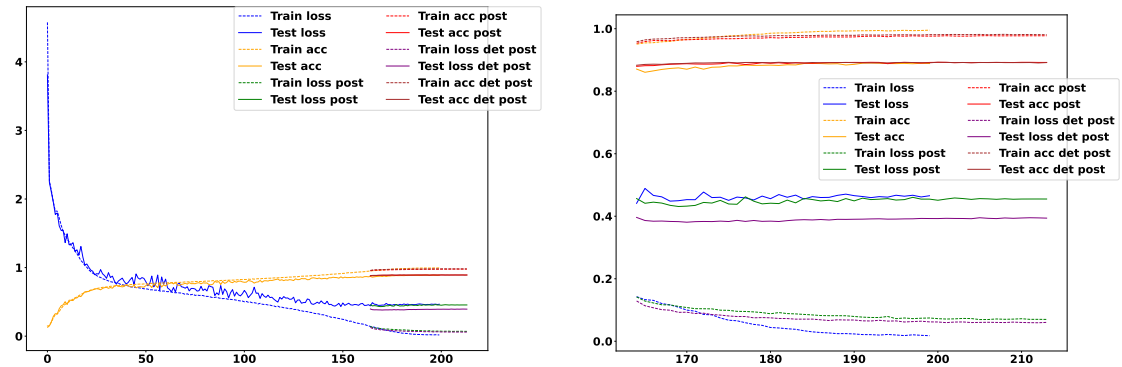 Train loss
Test loss
Train acc
Test acc
Train loss post
Test loss post
Train acc post
Test acc post
Train loss det post
Test loss det post
Train acc det post
Test acc det post
4
3
2
1
0
0 50 100 150 200
1.0
0.8
0.6
0.4
0.2
0.0
Train loss
Test loss
Train acc
Test acc
Train loss post
Test loss post
Train acc post
Test acc post
Train loss det post
Test loss det post
Train acc det post
Test acc det post
170 180 190 200 210